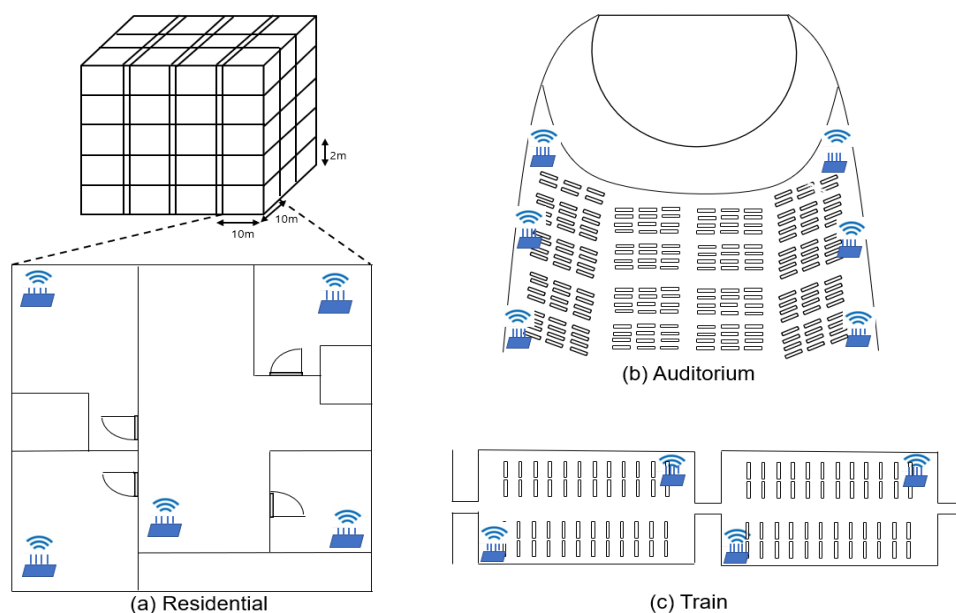 2m
10m
10m
(a) Residential
(b) Auditorium
(c) Train